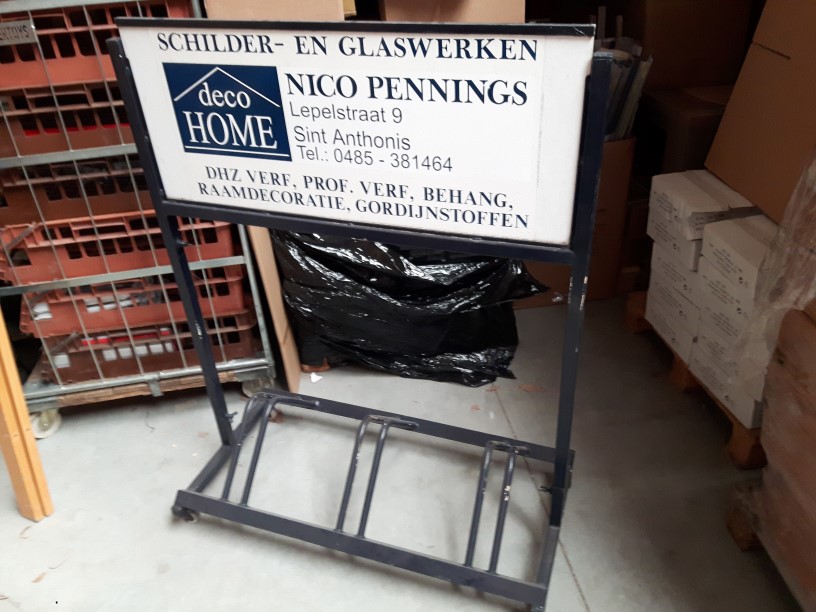 SCHILDER- EN GLASWERKEN
deco
HOME
NICO PENNINGS
Lepelstraat 9
Sint Anthonis
Tel.: 0485 - 381464
DHZ VERF, PROF. VERF, BEHANG,
RAAMDECORATIE, GORDIJNSTOFFEN